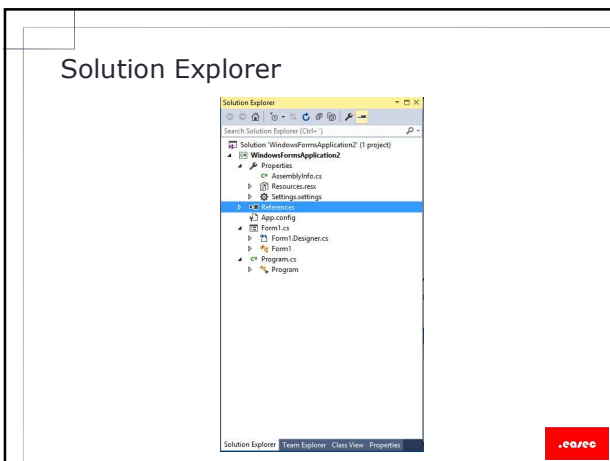 Solution Explorer
Solution Explorer
Search Solution Explorer (Ctrl+¨)
Solution 'WindowsFormsApplication2' (1 project)
WindowsFormsApplication2
Properties
AssemblyInfo.cs
Resources.resx
Settings.settings
References
App.config
Form1.cs
Form1.Designer.cs
Form1
Program.cs
Program
Solution Explorer Team Explorer Class View Properties
.easec